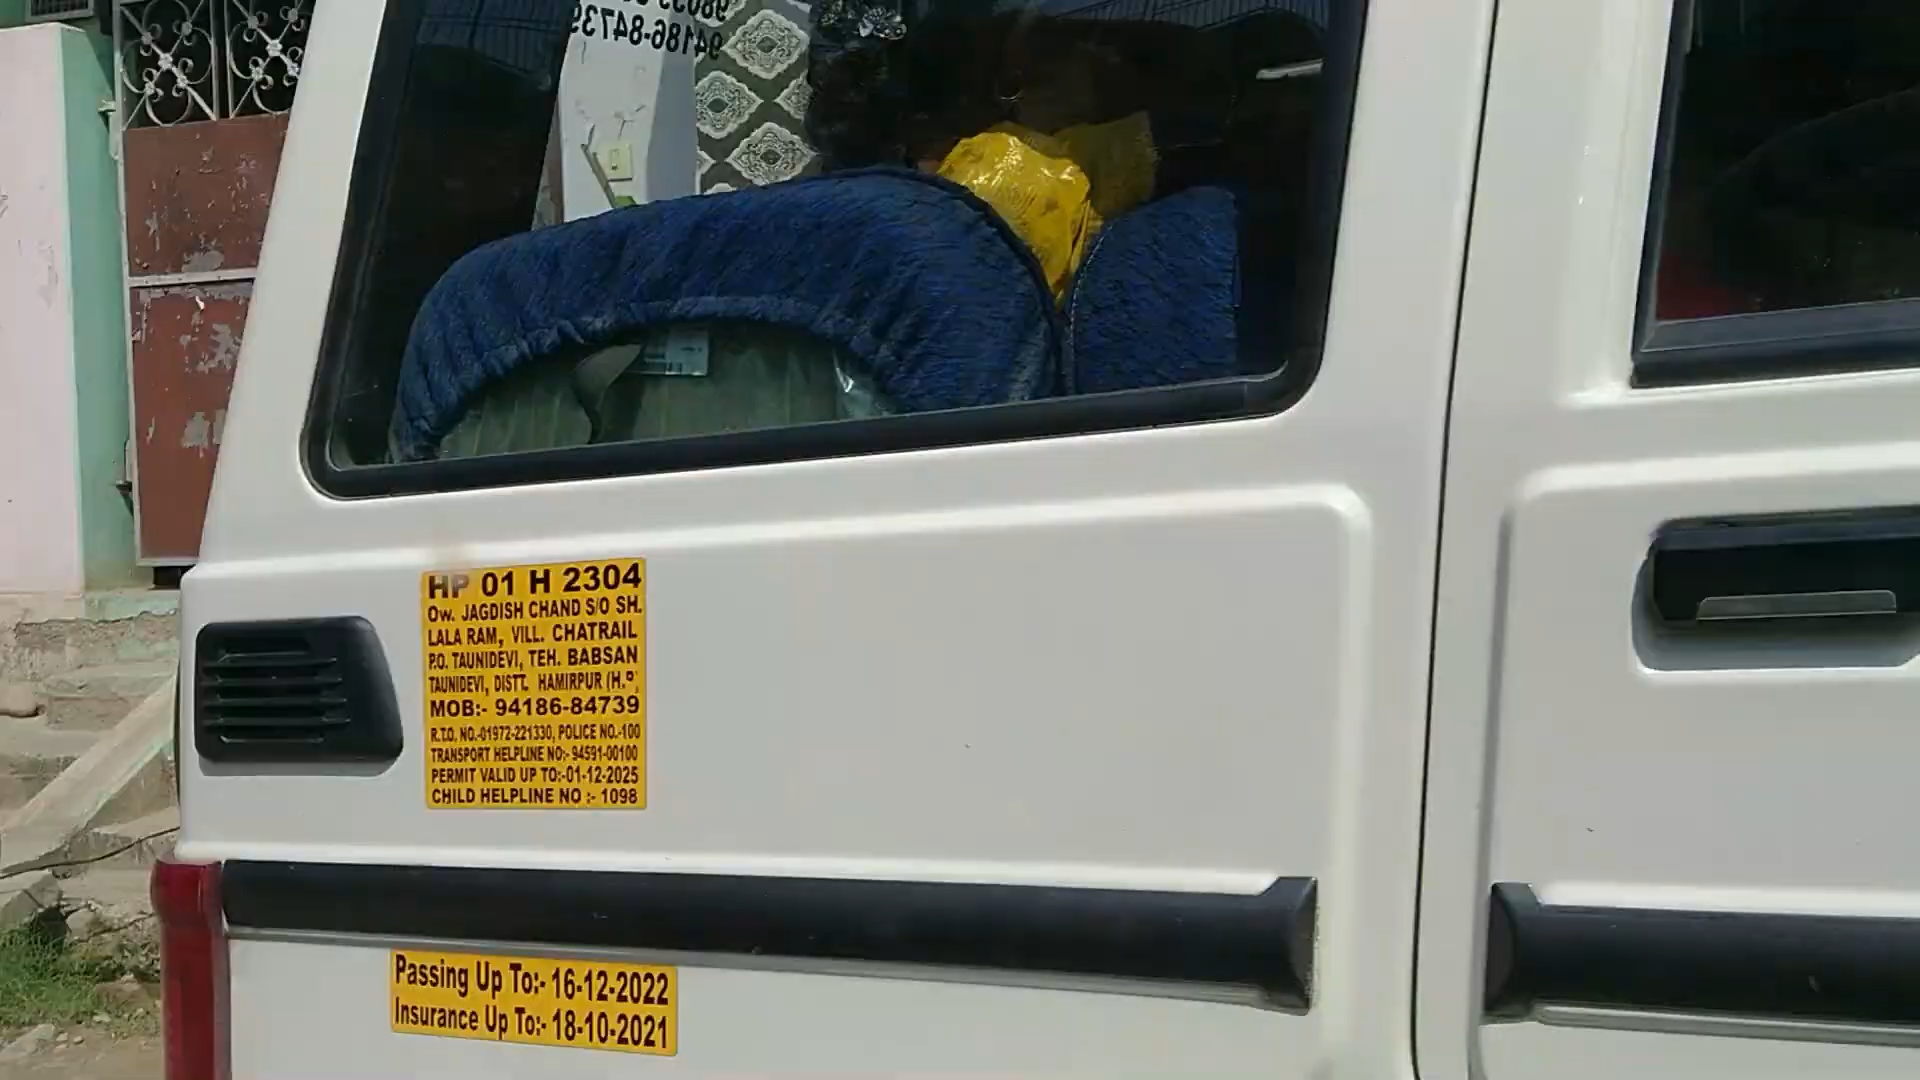 94186-84739
HP 01 H 2304
Ow. JAGDISH CHAND S/O SH.
LALA RAM, VILL. CHATRAIL
P.O. TAUNIDEVI, TEH. BABSAN
TAUNIDEVI, DISTT. HAMIRPUR (H.P
MOB:- 94186-84739
R.T.O. NO.-01972-221330, POLICE NO.-100
TRANSPORT HELPLINE NO:- 94591-00100
PERMIT VALID UP TO:-01-12-2025
CHILD HELPLINE NO :- 1098
Passing Up To:- 16-12-2022
Insurance Up To:- 18-10-2021